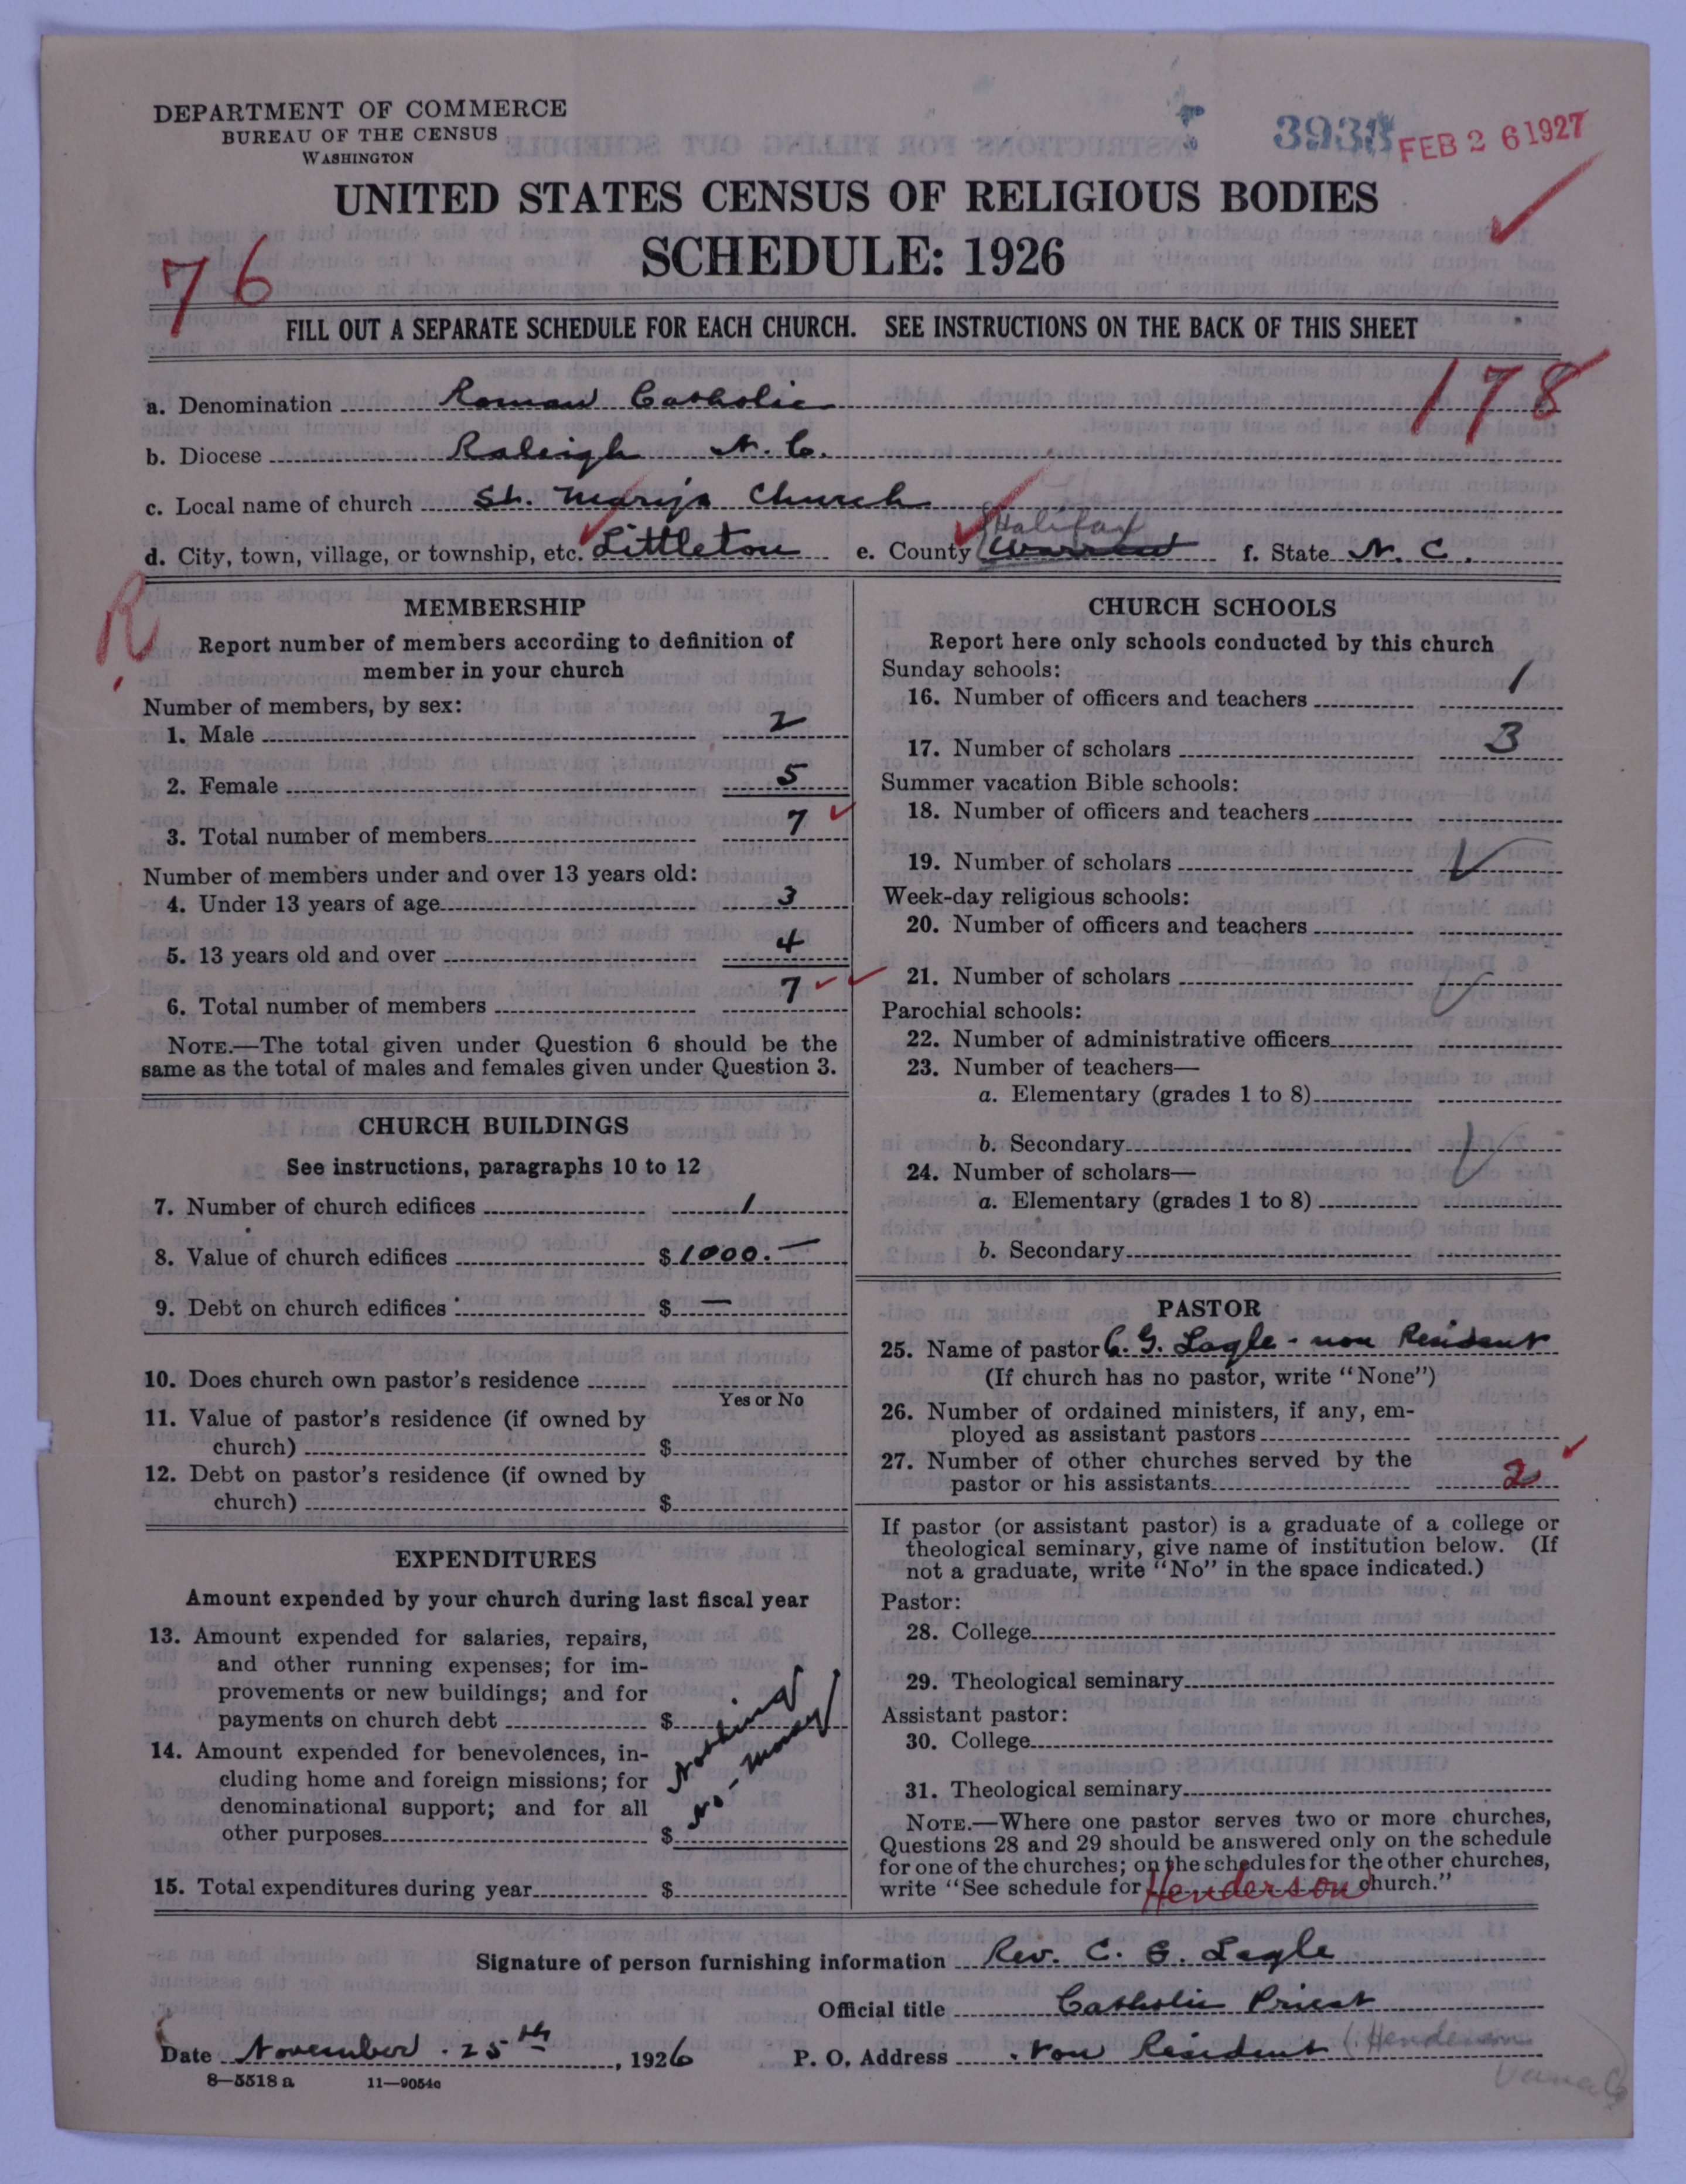 DEPARTMENT OF COMMERCE
BUREAU OF THE CENSUS
WASHINGTON
FEB 26 1927
UNITED STATES CENSUS OF RELIGIOUS BODIES
SCHEDULE: 1926
76
FILL OUT A SEPARATE SCHEDULE FOR EACH CHURCH. SEE INSTRUCTIONS ON THE BACK OF THIS SHEET
178
a. Denomination Roman Catholic
b. Diocese Raleigh N. C.
c. Local name of church St. Mary's Church
d. City, town, village, or township, etc. Littleton e. County Warren Halifax f. State N. C.
R
MEMBERSHIP
Report number of members according to definition of
member in your church
Number of members, by sex:
1. Male 2
2. Female 5
3. Total number of members 7
Number of members under and over 13 years old:
4. Under 13 years of age 3
5. 13 years old and over 4
6. Total number of members 7
NOTE.—The total given under Question 6 should be the
same as the total of males and females given under Question 3.
CHURCH BUILDINGS
See instructions, paragraphs 10 to 12
7. Number of church edifices 1
8. Value of church edifices $ 1000.—
9. Debt on church edifices $ —
10. Does church own pastor's residence
Yes or No
11. Value of pastor's residence (if owned by
church) $
12. Debt on pastor's residence (if owned by
church) $
EXPENDITURES
Amount expended by your church during last fiscal year
13. Amount expended for salaries, repairs,
and other running expenses; for im-
provements or new buildings; and for
payments on church debt $
Nothing
No - money
14. Amount expended for benevolences, in-
cluding home and foreign missions; for
denominational support; and for all
other purposes $
15. Total expenditures during year $
CHURCH SCHOOLS
Report here only schools conducted by this church
Sunday schools:
16. Number of officers and teachers 1
17. Number of scholars 3
Summer vacation Bible schools:
18. Number of officers and teachers
19. Number of scholars
Week-day religious schools:
20. Number of officers and teachers
21. Number of scholars
Parochial schools:
22. Number of administrative officers
23. Number of teachers—
a. Elementary (grades 1 to 8)
b. Secondary
24. Number of scholars—
a. Elementary (grades 1 to 8)
b. Secondary
PASTOR
25. Name of pastor C. G. Lagle - non Resident
(If church has no pastor, write "None")
26. Number of ordained ministers, if any, em-
ployed as assistant pastors
27. Number of other churches served by the
pastor or his assistants 2
If pastor (or assistant pastor) is a graduate of a college or
theological seminary, give name of institution below. (If
not a graduate, write "No" in the space indicated.)
Pastor:
28. College
29. Theological seminary
Assistant pastor:
30. College
31. Theological seminary
NOTE.—Where one pastor serves two or more churches,
Questions 28 and 29 should be answered only on the schedule
for one of the churches; on the schedules for the other churches,
write "See schedule for Henderson church."
Signature of person furnishing information Rev. C. G. Lagle
Official title Catholic Priest
Date November . 25th, 1926 P. O. Address Non Resident (Henderson
Vance Co
8—5518 a 11—9054a